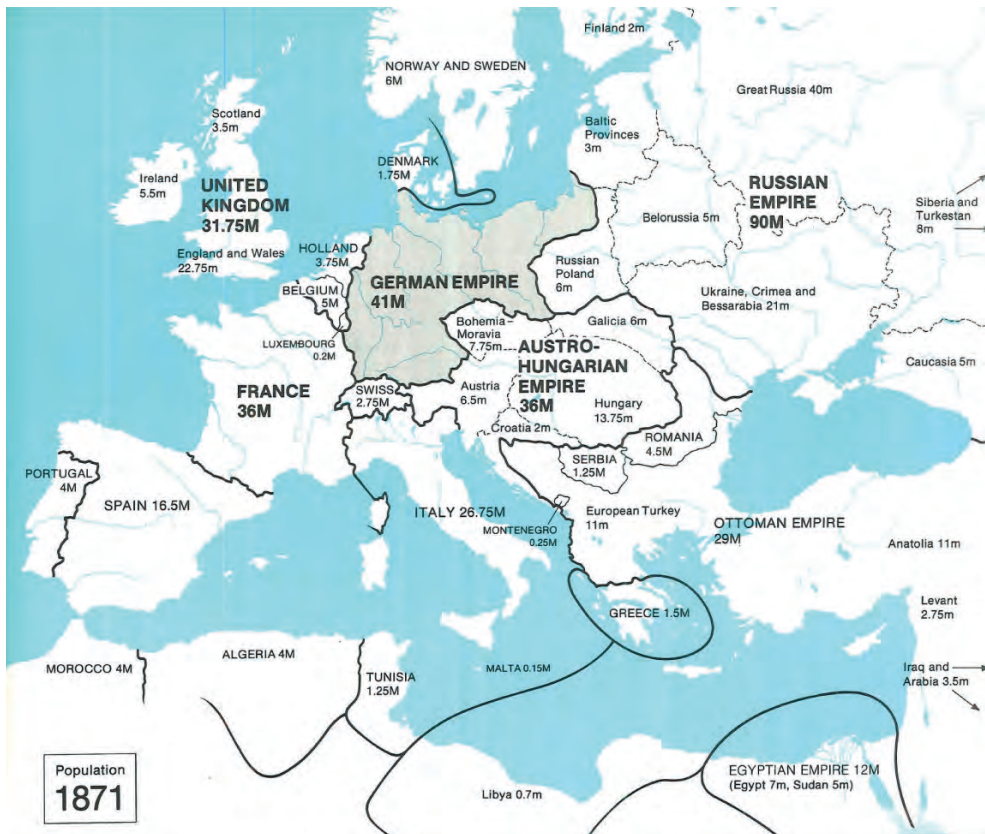 Finland 2m
NORWAY AND SWEDEN
6M
Great Russia 40m
Scotland
3.5m
Baltic
Provinces
3m
DENMARK
1.75M
Ireland
5.5m
UNITED
KINGDOM
31.75M
RUSSIAN
EMPIRE
90M
Siberia and
Turkestan
8m
Belorussia 5m
England and Wales
22.75m
HOLLAND
3.75M
Russian
Poland
6m
GERMAN EMPIRE
41M
BELGIUM
5M
Ukraine, Crimea and
Bessarabia 21m
Bohemia–
Moravia
7.75m
Galicia 6m
LUXEMBOURG
0.2M
AUSTRO-
HUNGARIAN
EMPIRE
36M
Caucasia 5m
FRANCE
36M
SWISS
2.75M
Austria
6.5m
Hungary
13.75m
Croatia 2m
ROMANIA
4.5M
SERBIA
1.25M
PORTUGAL
4M
SPAIN 16.5M
ITALY 26.75M
European Turkey
11m
MONTENEGRO
0.25M
OTTOMAN EMPIRE
29M
Anatolia 11m
Levant
2.75m
GREECE 1.5M
MOROCCO 4M
ALGERIA 4M
TUNISIA
1.25M
MALTA 0.15M
Iraq and
Arabia 3.5m
Population
1871
Libya 0.7m
EGYPTIAN EMPIRE 12M
(Egypt 7m, Sudan 5m)